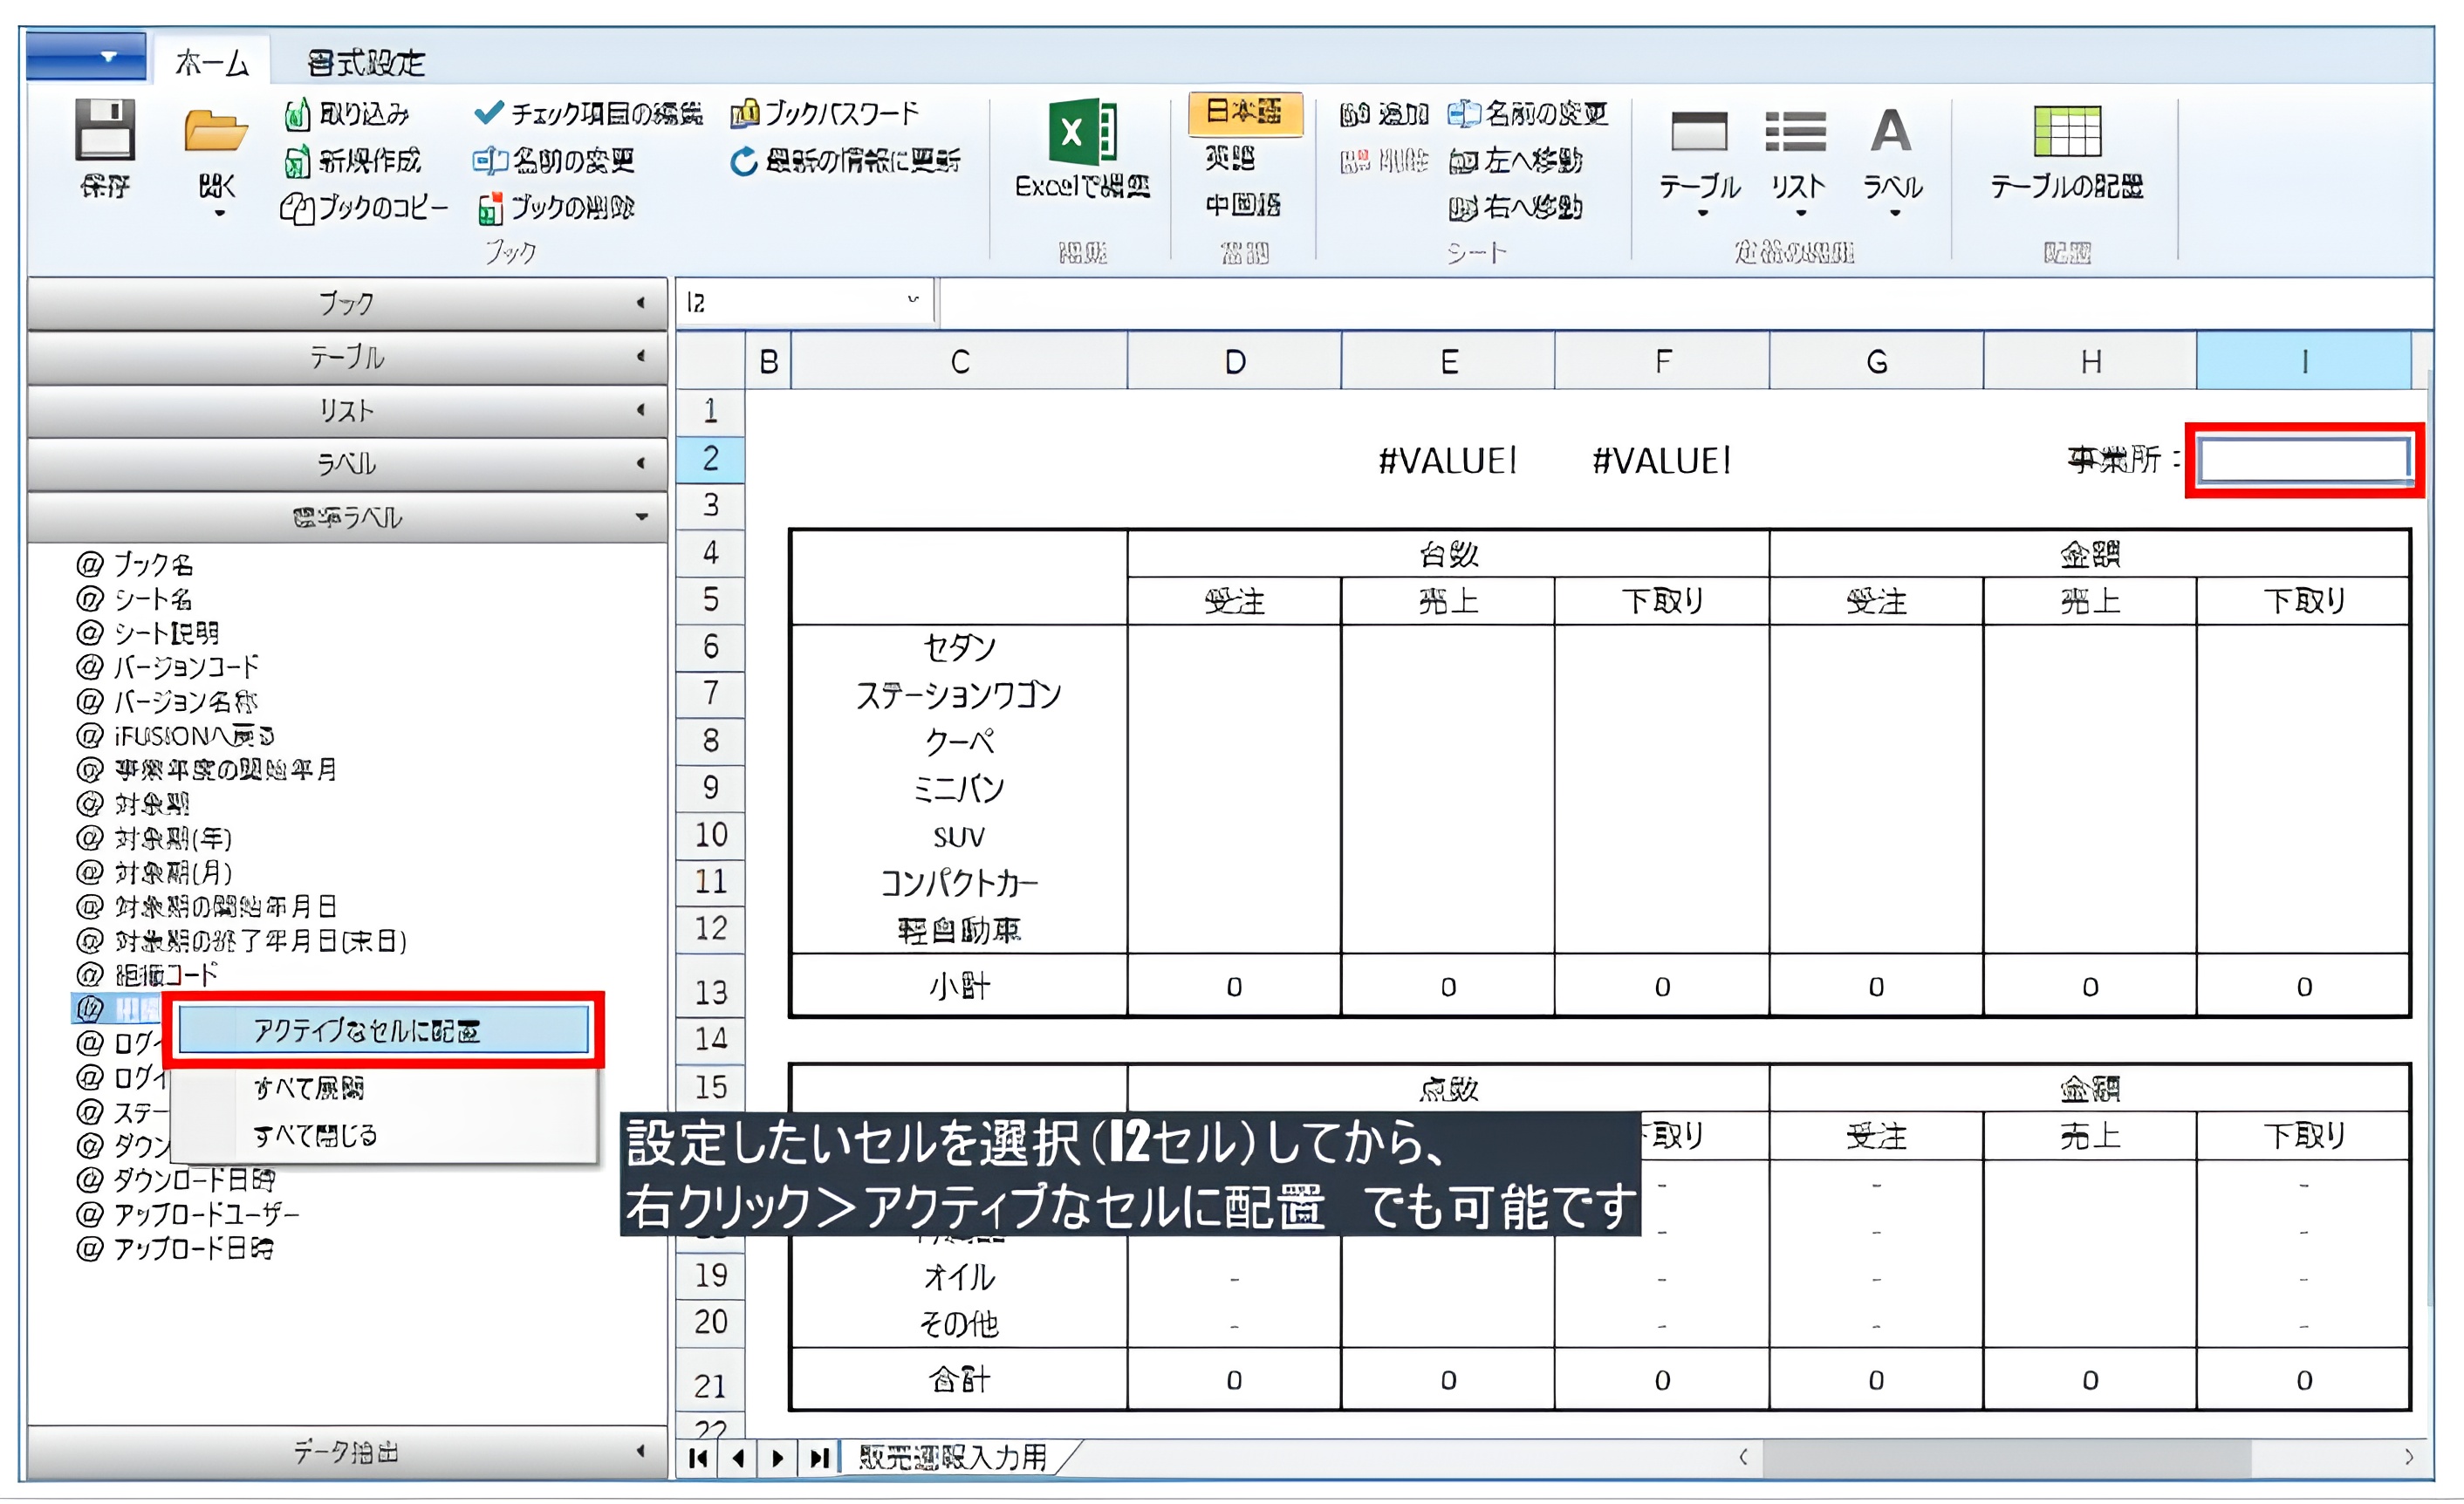 ホーム 書式設定
保存 開く
取り込み
新規作成
ブックのコピー
チェック項目の編集
名前の変更
ブックの削除
ブックパスワード
最新の情報に更新
ブック
Excelで編集
編集
日本語
英語
中国語
言語
追加
削除
名前の変更
左へ移動
右へ移動
シート
テーブル リスト ラベル
テーブルの配置
配置
ブック
テーブル
リスト
ラベル
標準ラベル
@ ブック名
@ シート名
@ シート説明
@ バージョンコード
@ バージョン名称
@ iFUSIONへ戻る
@ 事業年度の開始年月
@ 対象期
@ 対象期(年)
@ 対象期(月)
@ 対象期の開始年月日
@ 対象期の終了年月日(末日)
@ 組織コード
@
@ ログイ
@ ログイ
@ ステー
@ ダウン
@ ダウンロード日時
@ アップロードユーザー
@ アップロード日時
アクティブなセルに配置
すべて展開
すべて閉じる
データ抽出
I2
B C D E F G H I
1
2 #VALUE! #VALUE! 事業所：
3
4 台数 金額
5 受注 売上 下取り 受注 売上 下取り
6 セダン
7 ステーションワゴン
8 クーペ
9 ミニバン
10 SUV
11 コンパクトカー
12 軽自動車
13 小計 0 0 0 0 0 0
14
15 点数 金額
下取り 受注 売上 下取り
設定したいセルを選択（I2セル）してから、
右クリック＞アクティブなセルに配置 でも可能です
- - -
- - -
19 オイル - - - -
20 その他 - - - -
21 合計 0 0 0 0 0 0
22
販売週報入力用